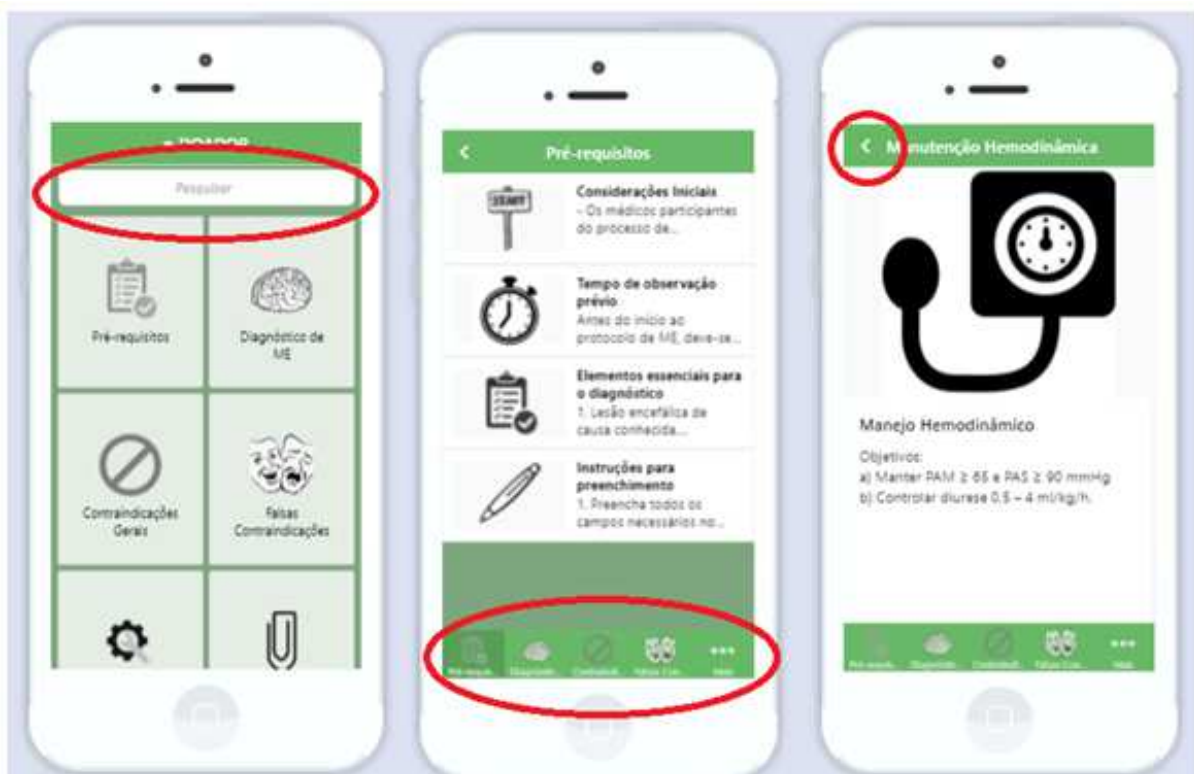 DOADOR
Pesquisar
Pré-requisitos
Diagnóstico de
ME
Contraindicações
Gerais
Falsas
Contraindicações
Pré-requisitos
START
Considerações Iniciais
- Os médicos participantes
do processo de...
Tempo de observação
prévio
Antes do início ao
protocolo de ME, deve-se...
Elementos essenciais para
o diagnóstico
1. Lesão encefálica de
causa conhecida....
Instruções para
preenchimento
1. Preencha todos os
campos necessários no...
Manutenção Hemodinâmica
Manejo Hemodinâmico
Objetivos:
a) Manter PAM ≥ 65 e PAS ≥ 90 mmHg
b) Controlar diurese 0,5 – 4 ml/kg/h.